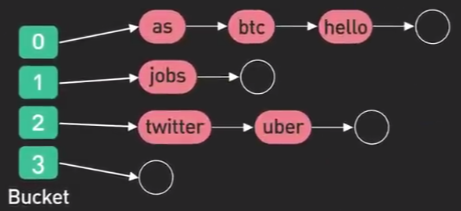 0 as btc hello
1 jobs
2 twitter uber
3
Bucket